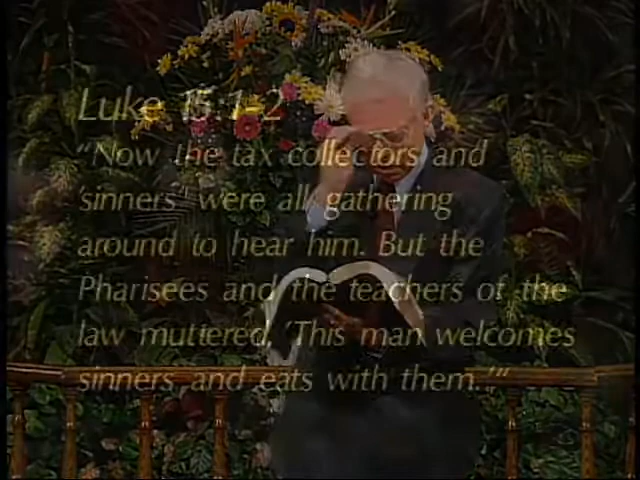 Luke 15:1-2
"Now the tax collectors and
'sinners' were all gathering
around to hear him. But the
Pharisees and the teachers of the
law muttered, 'This man welcomes
sinners and eats with them.'"